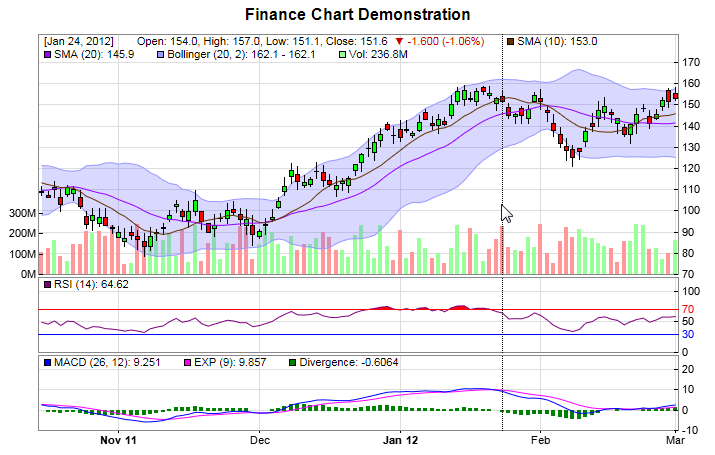 Finance Chart Demonstration
[Jan 24, 2012] Open: 154.0, High: 157.0, Low: 151.1, Close: 151.6 ▼ -1.600 (-1.06%) SMA (10): 153.0
SMA (20): 145.9 Bollinger (20, 2): 162.1 - 162.1 Vol: 236.8M
170
160
150
140
130
120
110
100
90
80
70
300M
200M
100M
0M
RSI (14): 64.62
100
70
50
30
0
MACD (26, 12): 9.251 EXP (9): 9.857 Divergence: -0.6064
20
10
0
-10
Nov 11 Dec Jan 12 Feb Mar